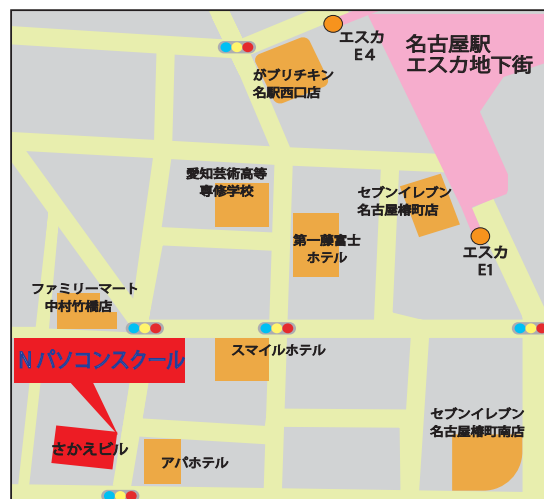 エスカ
E4
名古屋駅
エスカ地下街
がブリチキン
名駅西口店
愛知芸術高等
専修学校
セブンイレブン
名古屋椿町店
第一藤富士
ホテル
エスカ
E1
ファミリーマート
中村竹橋店
スマイルホテル
Nパソコンスクール
セブンイレブン
名古屋椿町南店
さかえビル
アパホテル